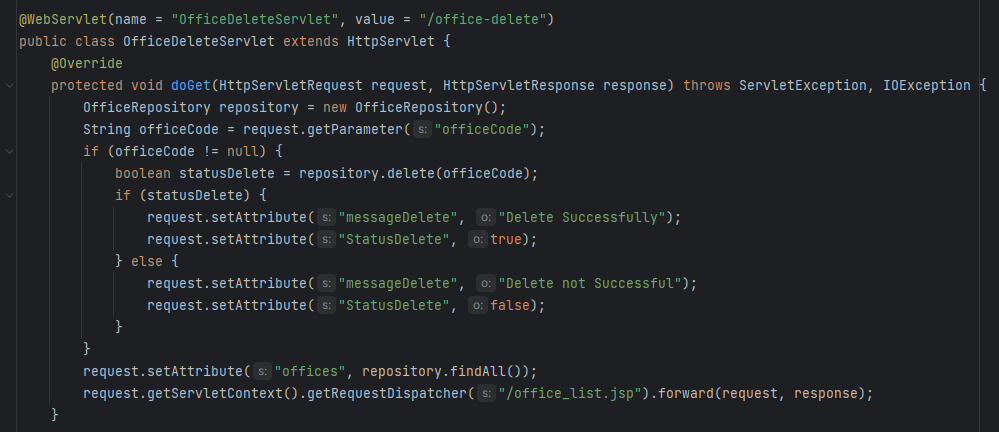 @WebServlet(name = "OfficeDeleteServlet", value = "/office-delete")
public class OfficeDeleteServlet extends HttpServlet {
    @Override
    protected void doGet(HttpServletRequest request, HttpServletResponse response) throws ServletException, IOException {
        OfficeRepository repository = new OfficeRepository();
        String officeCode = request.getParameter( s: "officeCode");
        if (officeCode != null) {
            boolean statusDelete = repository.delete(officeCode);
            if (statusDelete) {
                request.setAttribute( s: "messageDelete", o: "Delete Successfully");
                request.setAttribute( s: "StatusDelete", o: true);
            } else {
                request.setAttribute( s: "messageDelete", o: "Delete not Successful");
                request.setAttribute( s: "StatusDelete", o: false);
            }
        }
        request.setAttribute( s: "offices", repository.findAll());
        request.getServletContext().getRequestDispatcher( s: "/office_list.jsp").forward(request, response);
    }